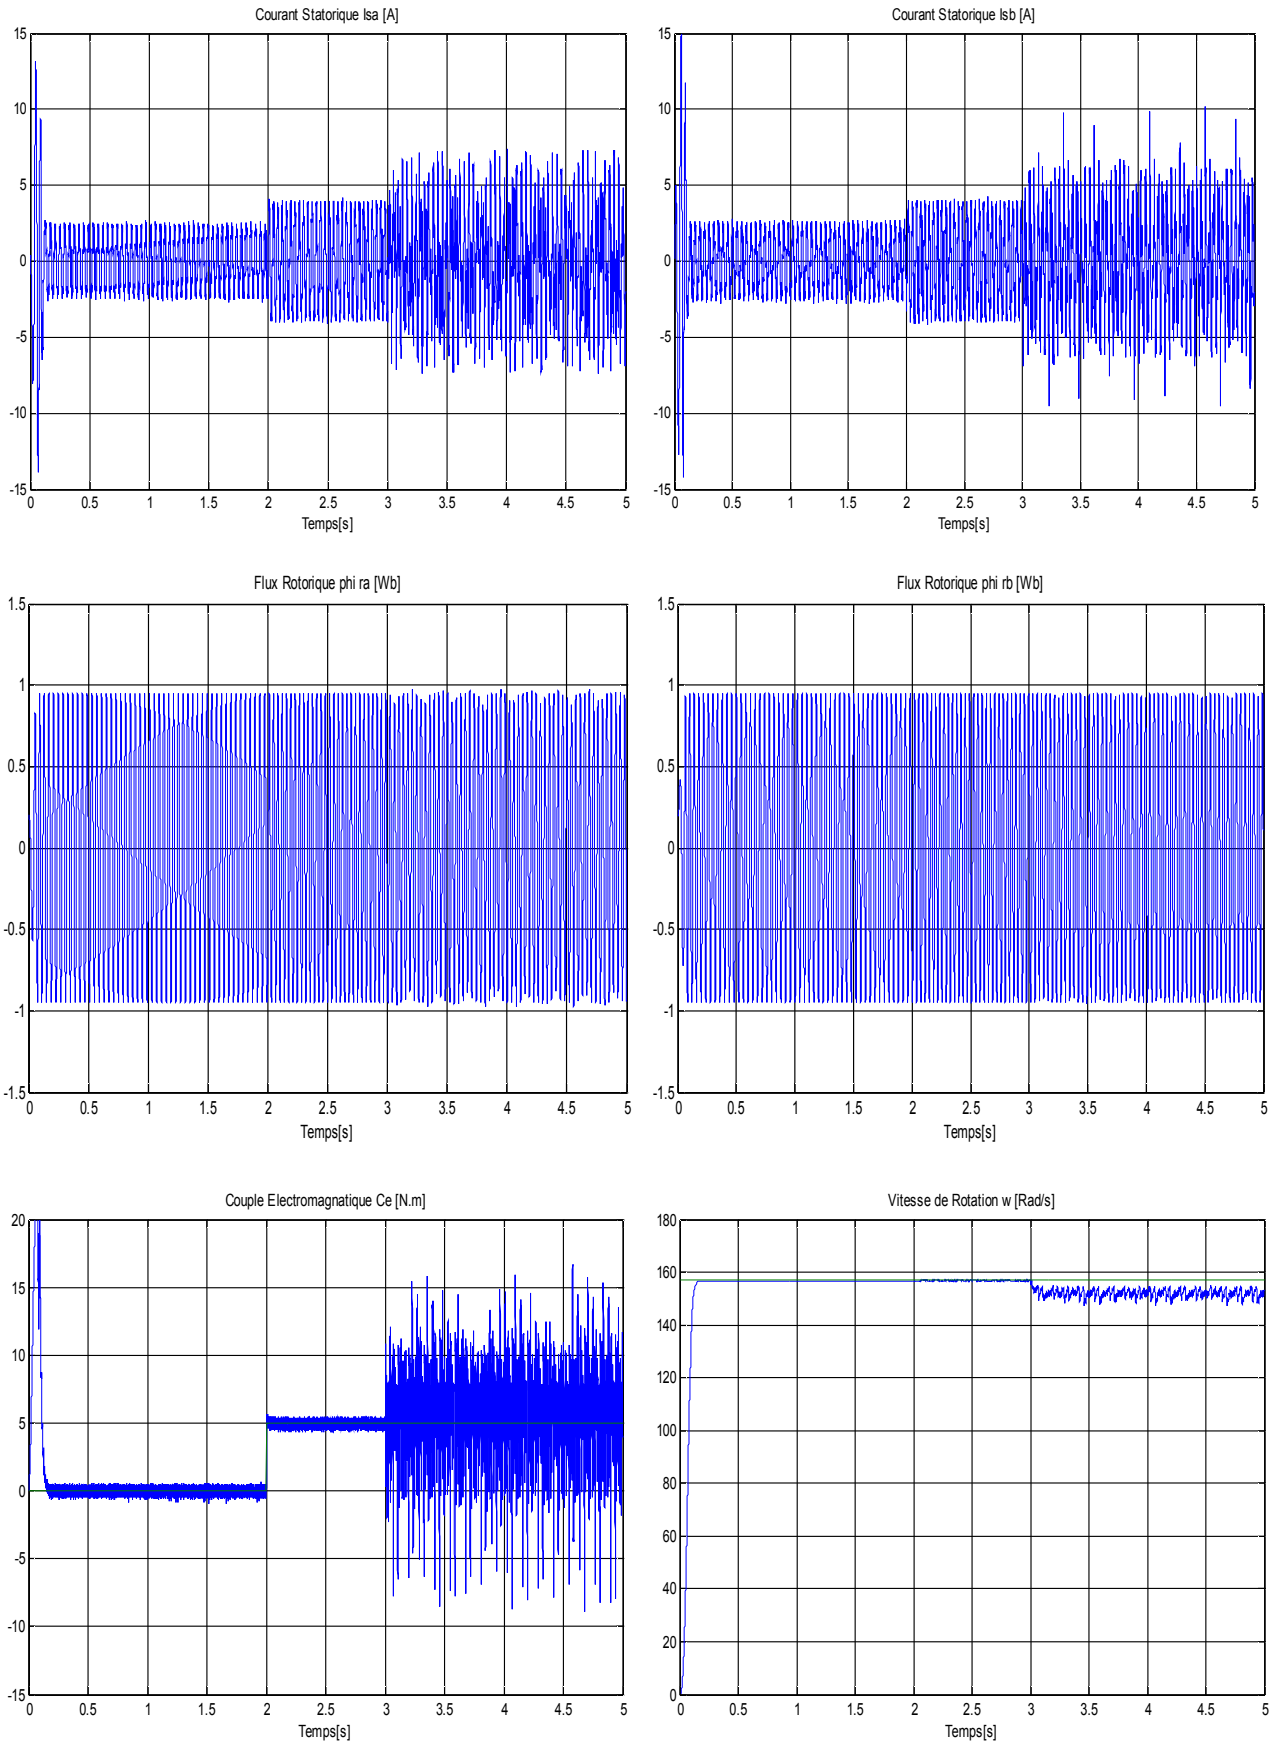 Courant Statorique Isa [A]
15
10
5
0
-5
-10
-15
0 0.5 1 1.5 2 2.5 3 3.5 4 4.5 5
Temps[s]
Courant Statorique Isb [A]
15
10
5
0
-5
-10
-15
0 0.5 1 1.5 2 2.5 3 3.5 4 4.5 5
Temps[s]
Flux Rotorique phi ra [Wb]
1.5
1
0.5
0
-0.5
-1
-1.5
0 0.5 1 1.5 2 2.5 3 3.5 4 4.5 5
Temps[s]
Flux Rotorique phi rb [Wb]
1.5
1
0.5
0
-0.5
-1
-1.5
0 0.5 1 1.5 2 2.5 3 3.5 4 4.5 5
Temps[s]
Couple Electromagnatique Ce [N.m]
20
15
10
5
0
-5
-10
-15
0 0.5 1 1.5 2 2.5 3 3.5 4 4.5 5
Temps[s]
Vitesse de Rotation w [Rad/s]
180
160
140
120
100
80
60
40
20
0
0 0.5 1 1.5 2 2.5 3 3.5 4 4.5 5
Temps[s]